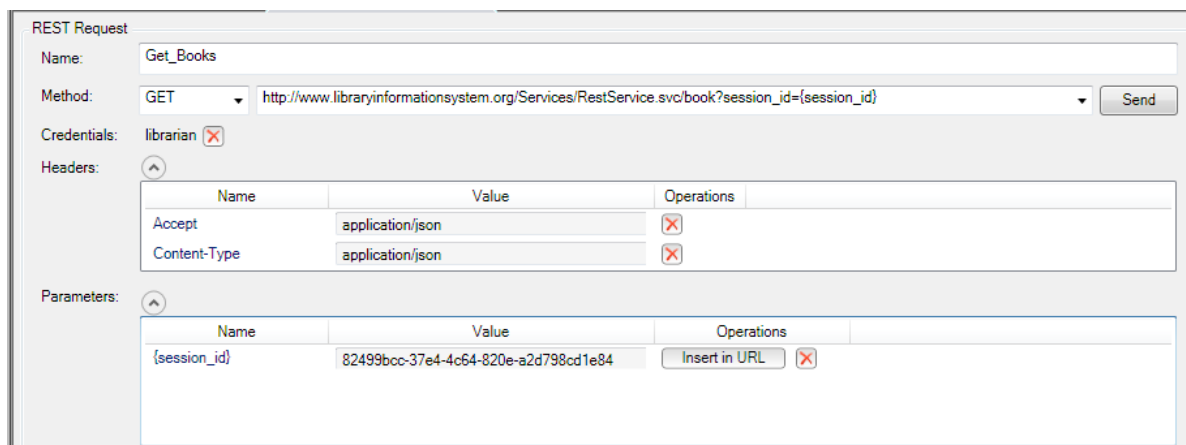 REST Request
Name: Get_Books
Method: GET http://www.libraryinformationsystem.org/Services/RestService.svc/book?session_id={session_id} Send
Credentials: librarian
Headers:
Name Value Operations
Accept application/json
Content-Type application/json
Parameters:
Name Value Operations
{session_id} 82499bcc-37e4-4c64-820e-a2d798cd1e84 Insert in URL